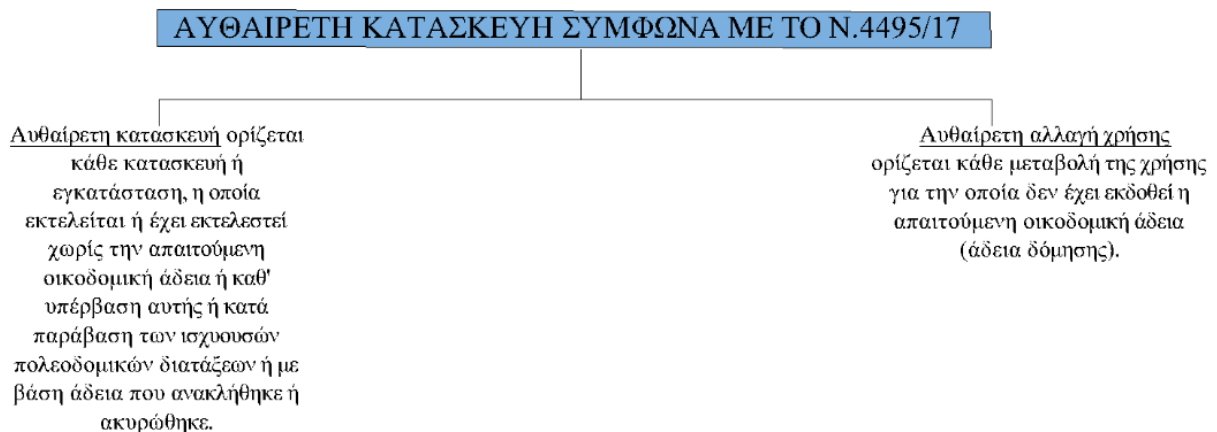 ΑΥΘΑΙΡΕΤΗ ΚΑΤΑΣΚΕΥΗ ΣΥΜΦΩΝΑ ΜΕ ΤΟ Ν.4495/17
Αυθαίρετη κατασκευή ορίζεται
κάθε κατασκευή ή
εγκατάσταση, η οποία
εκτελείται ή έχει εκτελεστεί
χωρίς την απαιτούμενη
οικοδομική άδεια ή καθ'
υπέρβαση αυτής ή κατά
παράβαση των ισχυουσών
πολεοδομικών διατάξεων ή με
βάση άδεια που ανακλήθηκε ή
ακυρώθηκε.
Αυθαίρετη αλλαγή χρήσης
ορίζεται κάθε μεταβολή της χρήσης
για την οποία δεν έχει εκδοθεί η
απαιτούμενη οικοδομική άδεια
(άδεια δόμησης).